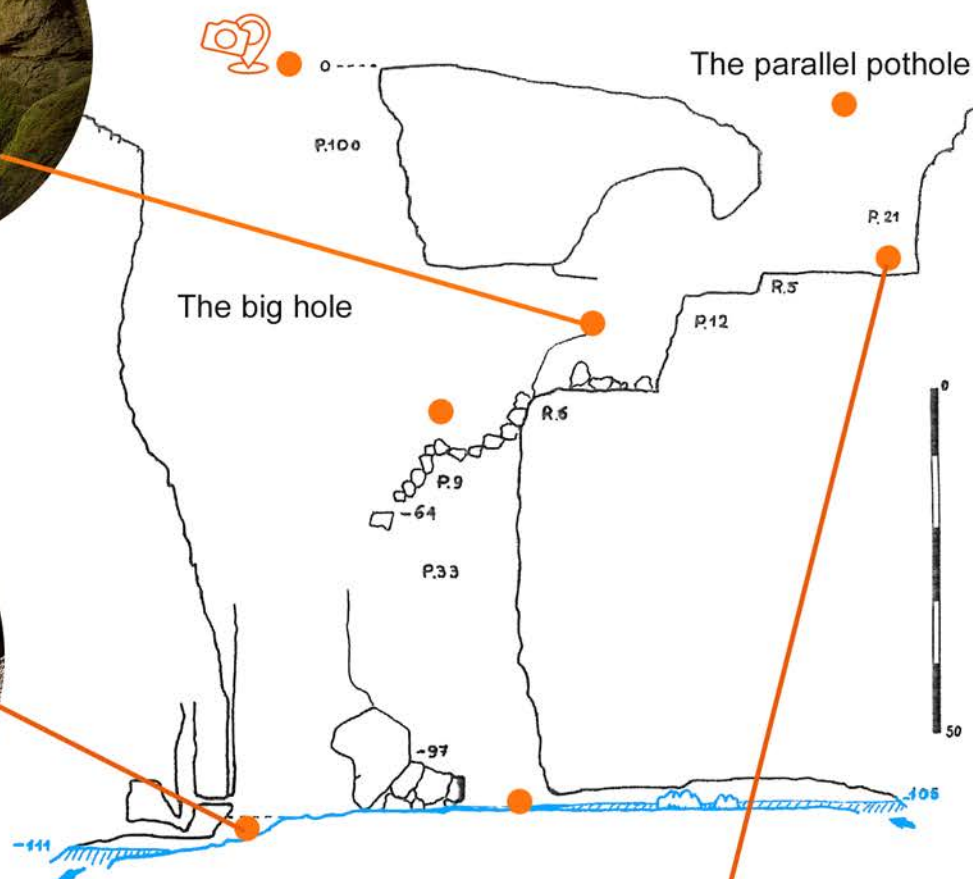 0
The parallel pothole
P.100
P.21
R.5
The big hole
P.12
0
R.6
P.9
-64
P.33
50
-97
-105
-111